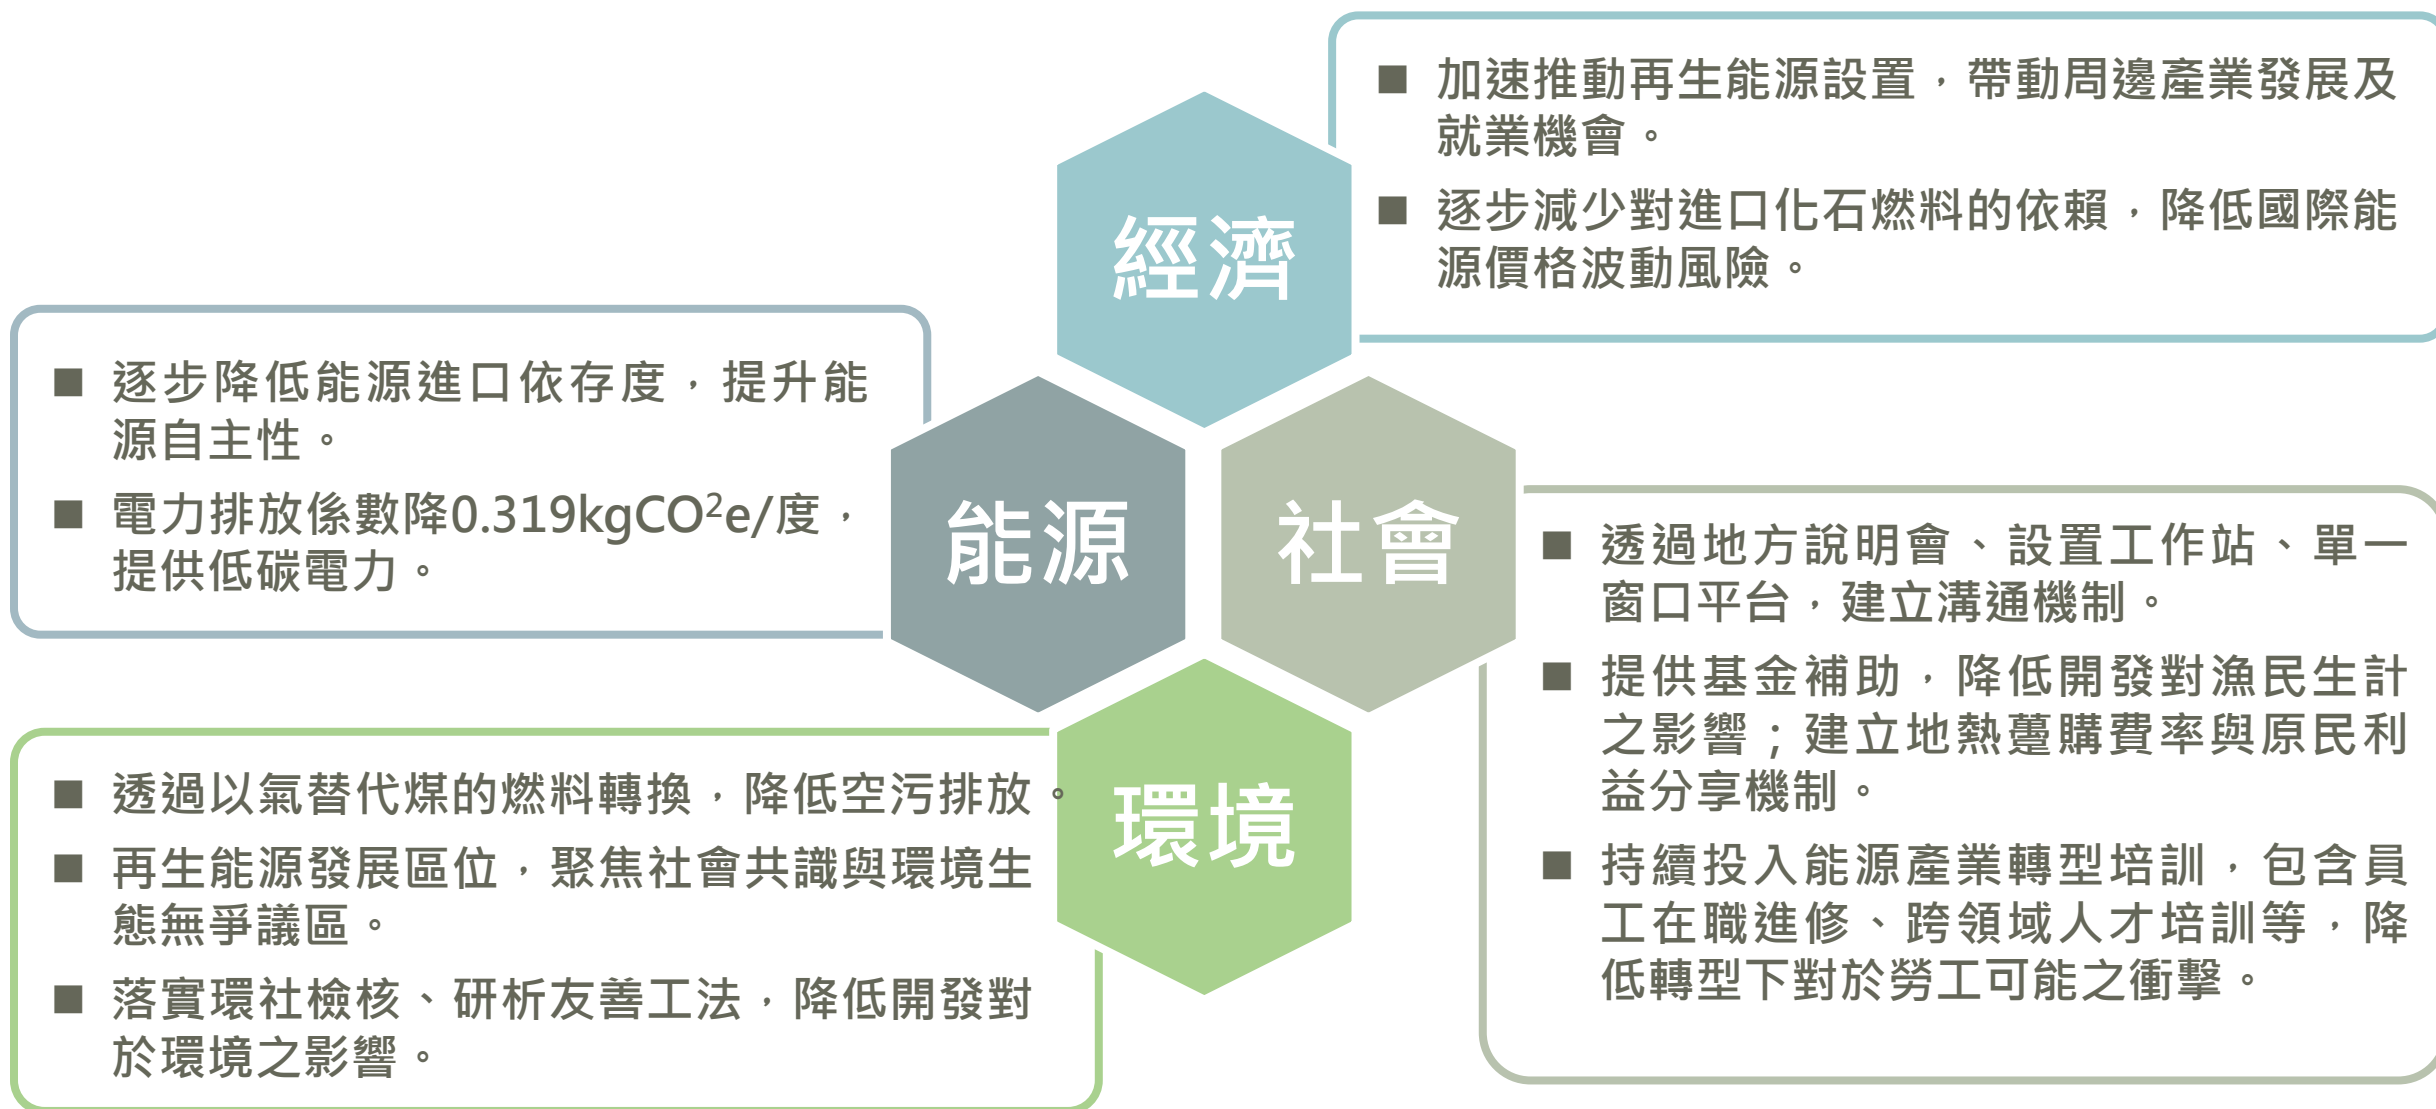 經濟
■ 加速推動再生能源設置，帶動周邊產業發展及
就業機會。
■ 逐步減少對進口化石燃料的依賴，降低國際能
源價格波動風險。
能源
■ 逐步降低能源進口依存度，提升能
源自主性。
■ 電力排放係數降0.319kgCO²e/度，
提供低碳電力。
社會
■ 透過地方說明會、設置工作站、單一
窗口平台，建立溝通機制。
■ 提供基金補助，降低開發對漁民生計
之影響；建立地熱躉購費率與原民利
益分享機制。
■ 持續投入能源產業轉型培訓，包含員
工在職進修、跨領域人才培訓等，降
低轉型下對於勞工可能之衝擊。
環境
■ 透過以氣替代煤的燃料轉換，降低空污排放。
■ 再生能源發展區位，聚焦社會共識與環境生
態無爭議區。
■ 落實環社檢核、研析友善工法，降低開發對
於環境之影響。